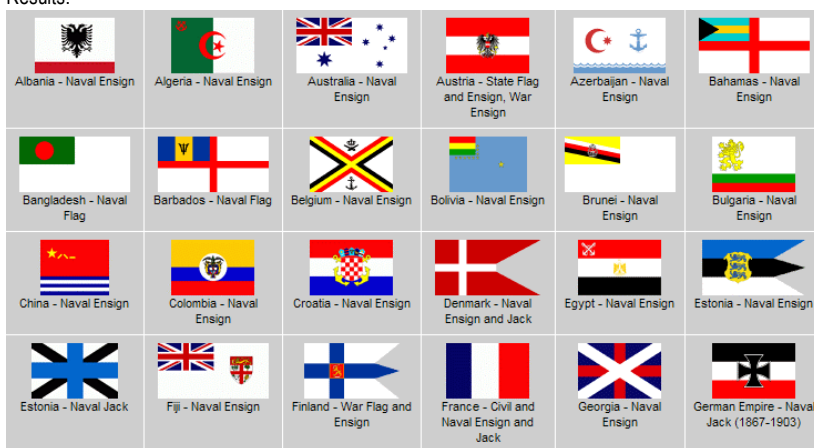 Results:
Albania - Naval Ensign
Algeria - Naval Ensign
Australia - Naval
Ensign
Austria - State Flag
and Ensign, War
Ensign
Azerbaijan - Naval
Ensign
Bahamas - Naval
Ensign
Bangladesh - Naval
Flag
Barbados - Naval Flag
Belgium - Naval Ensign
Bolivia - Naval Ensign
Brunei - Naval
Ensign
Bulgaria - Naval
Ensign
China - Naval Ensign
Colombia - Naval
Ensign
Croatia - Naval Ensign
Denmark - Naval
Ensign and Jack
Egypt - Naval Ensign
Estonia - Naval Ensign
Estonia - Naval Jack
Fiji - Naval Ensign
Finland - War Flag and
Ensign
France - Civil and
Naval Ensign and
Jack
Georgia - Naval
Ensign
German Empire - Naval
Jack (1867-1903)